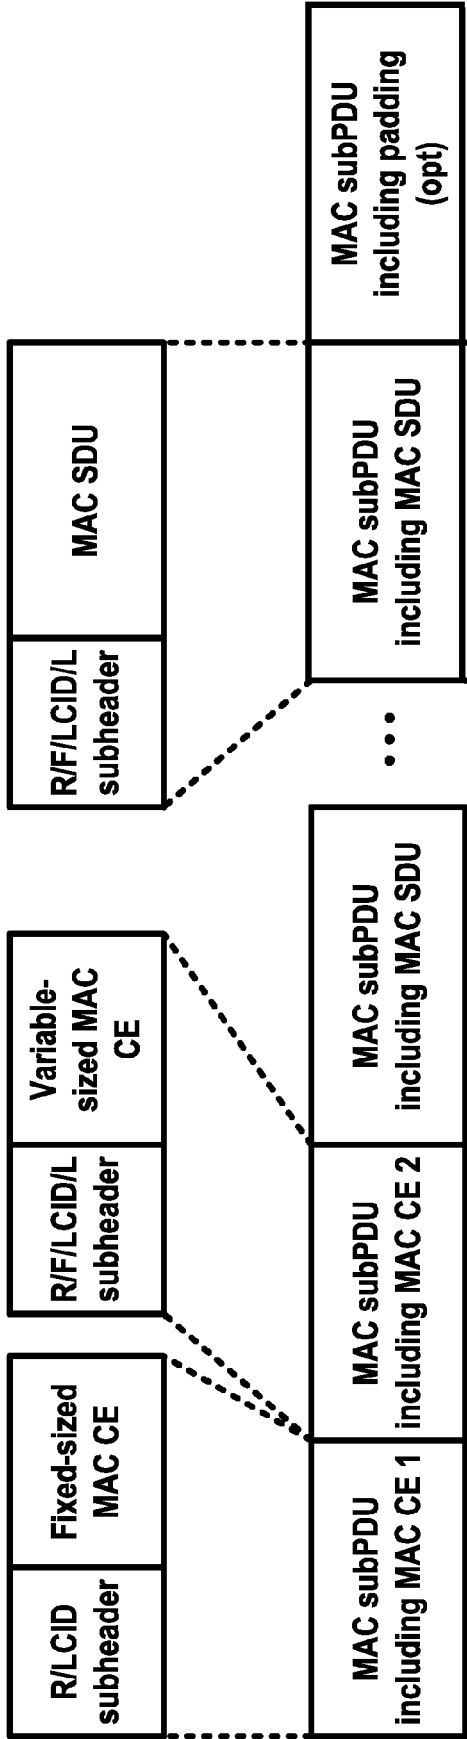 R/LCID
subheader
Fixed-sized
MAC CE
R/F/LCID/L
subheader
Variable-
sized MAC
CE
R/F/LCID/L
subheader
MAC SDU
MAC subPDU
including MAC CE 1
MAC subPDU
including MAC CE 2
MAC subPDU
including MAC SDU
...
MAC subPDU
including MAC SDU
MAC subPDU
including padding
(opt)